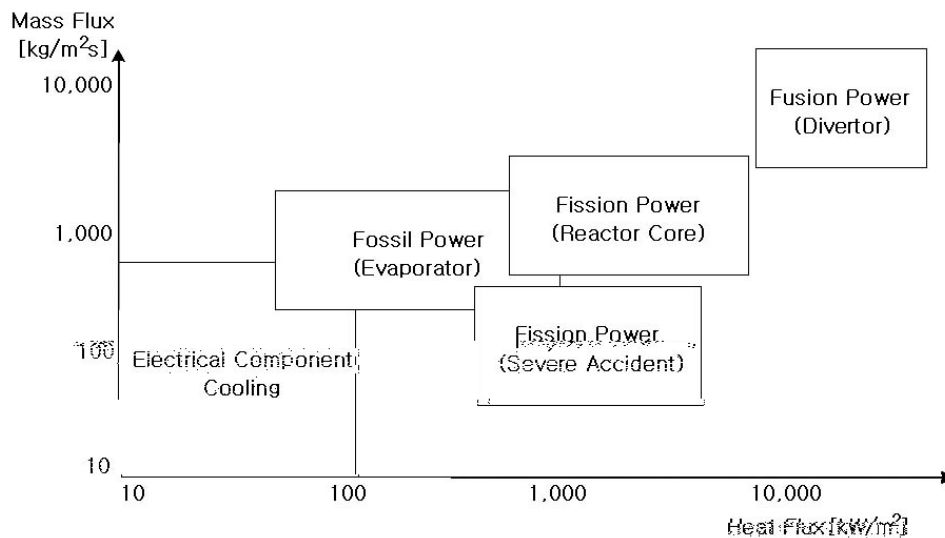 Mass Flux
[kg/m²s]
10,000
Fusion Power
(Divertor)
Fission Power
(Reactor Core)
1,000
Fossil Power
(Evaporator)
Fission Power
(Severe Accident)
100
Electrical Component
Cooling
10
10
100
1,000
10,000
Heat Flux [kW/m²]